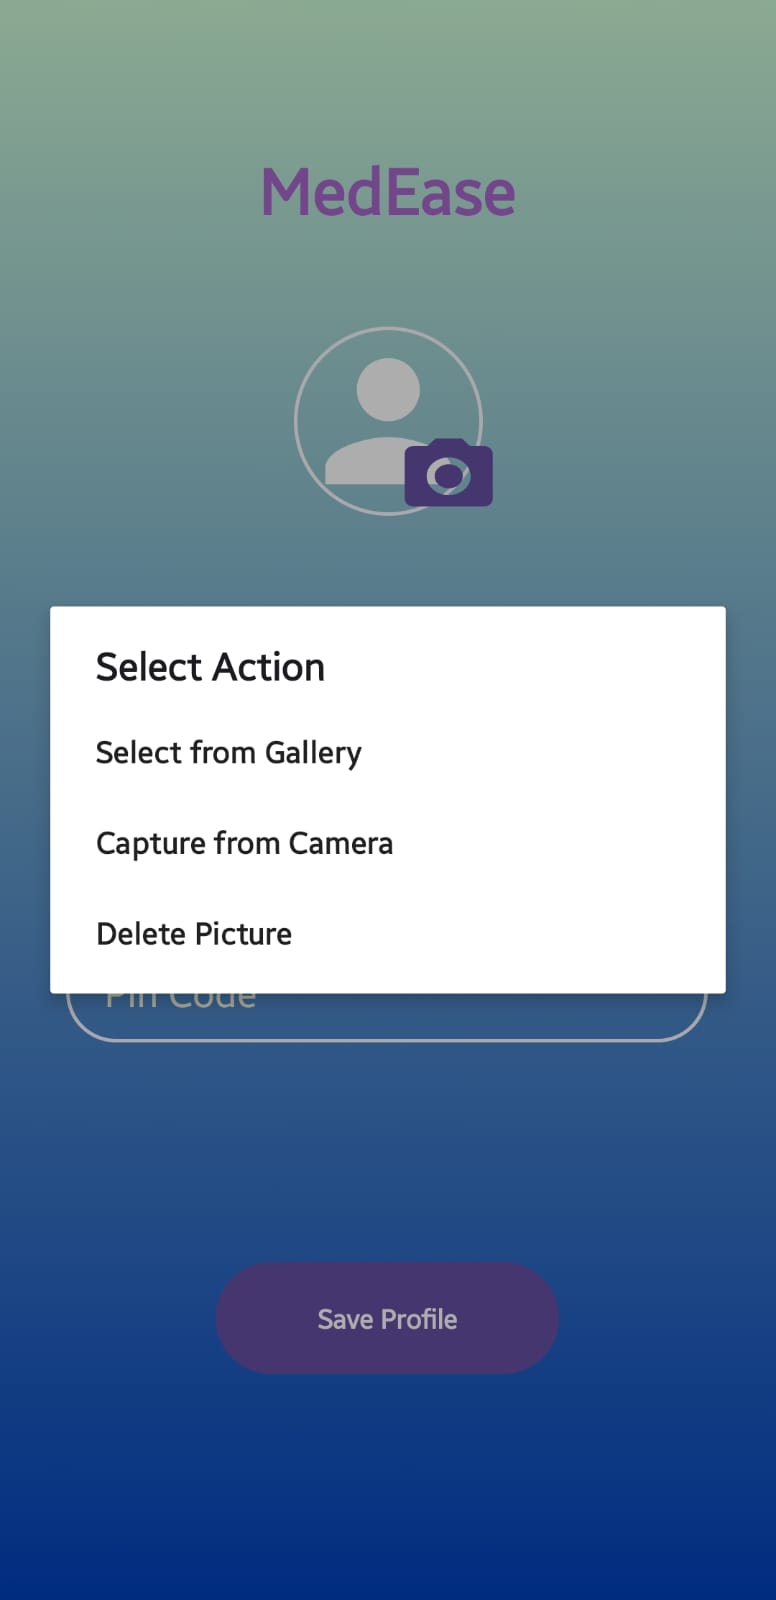 MedEase
Select Action
Select from Gallery
Capture from Camera
Delete Picture
Pin Code
Save Profile